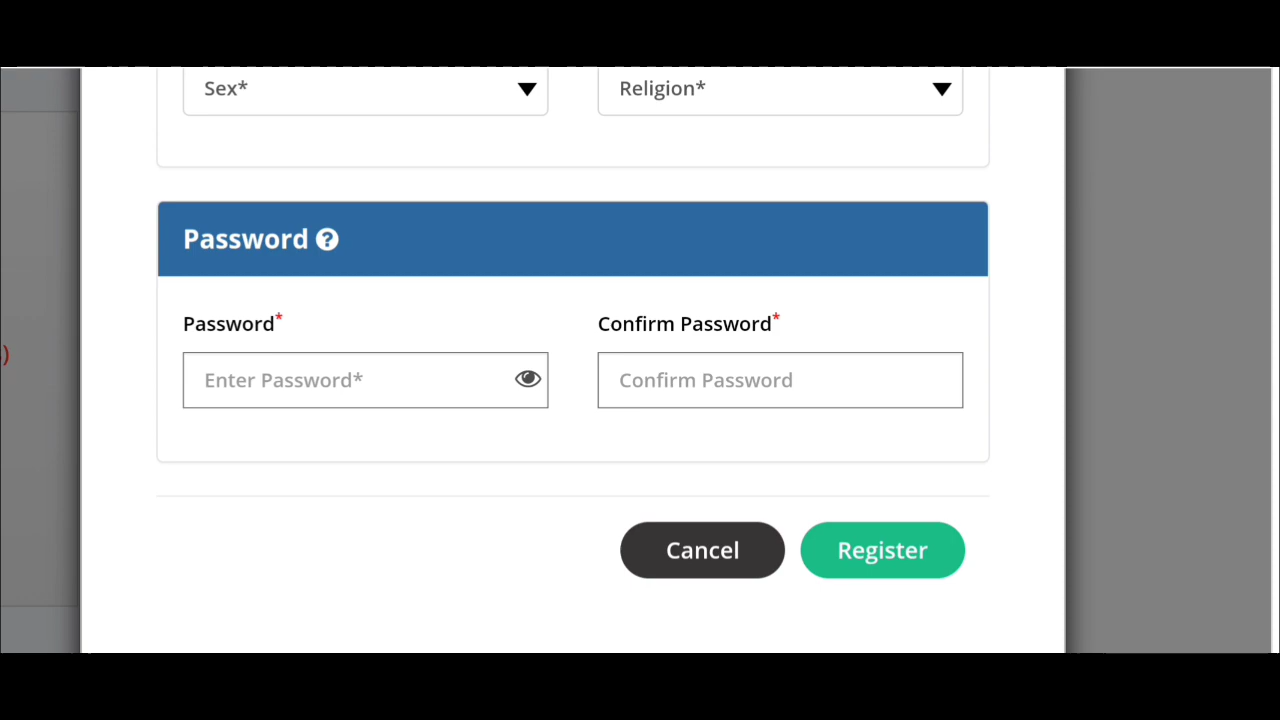 Sex* Religion*
Password ?
Password* Confirm Password*
Enter Password* Confirm Password
Cancel Register
)